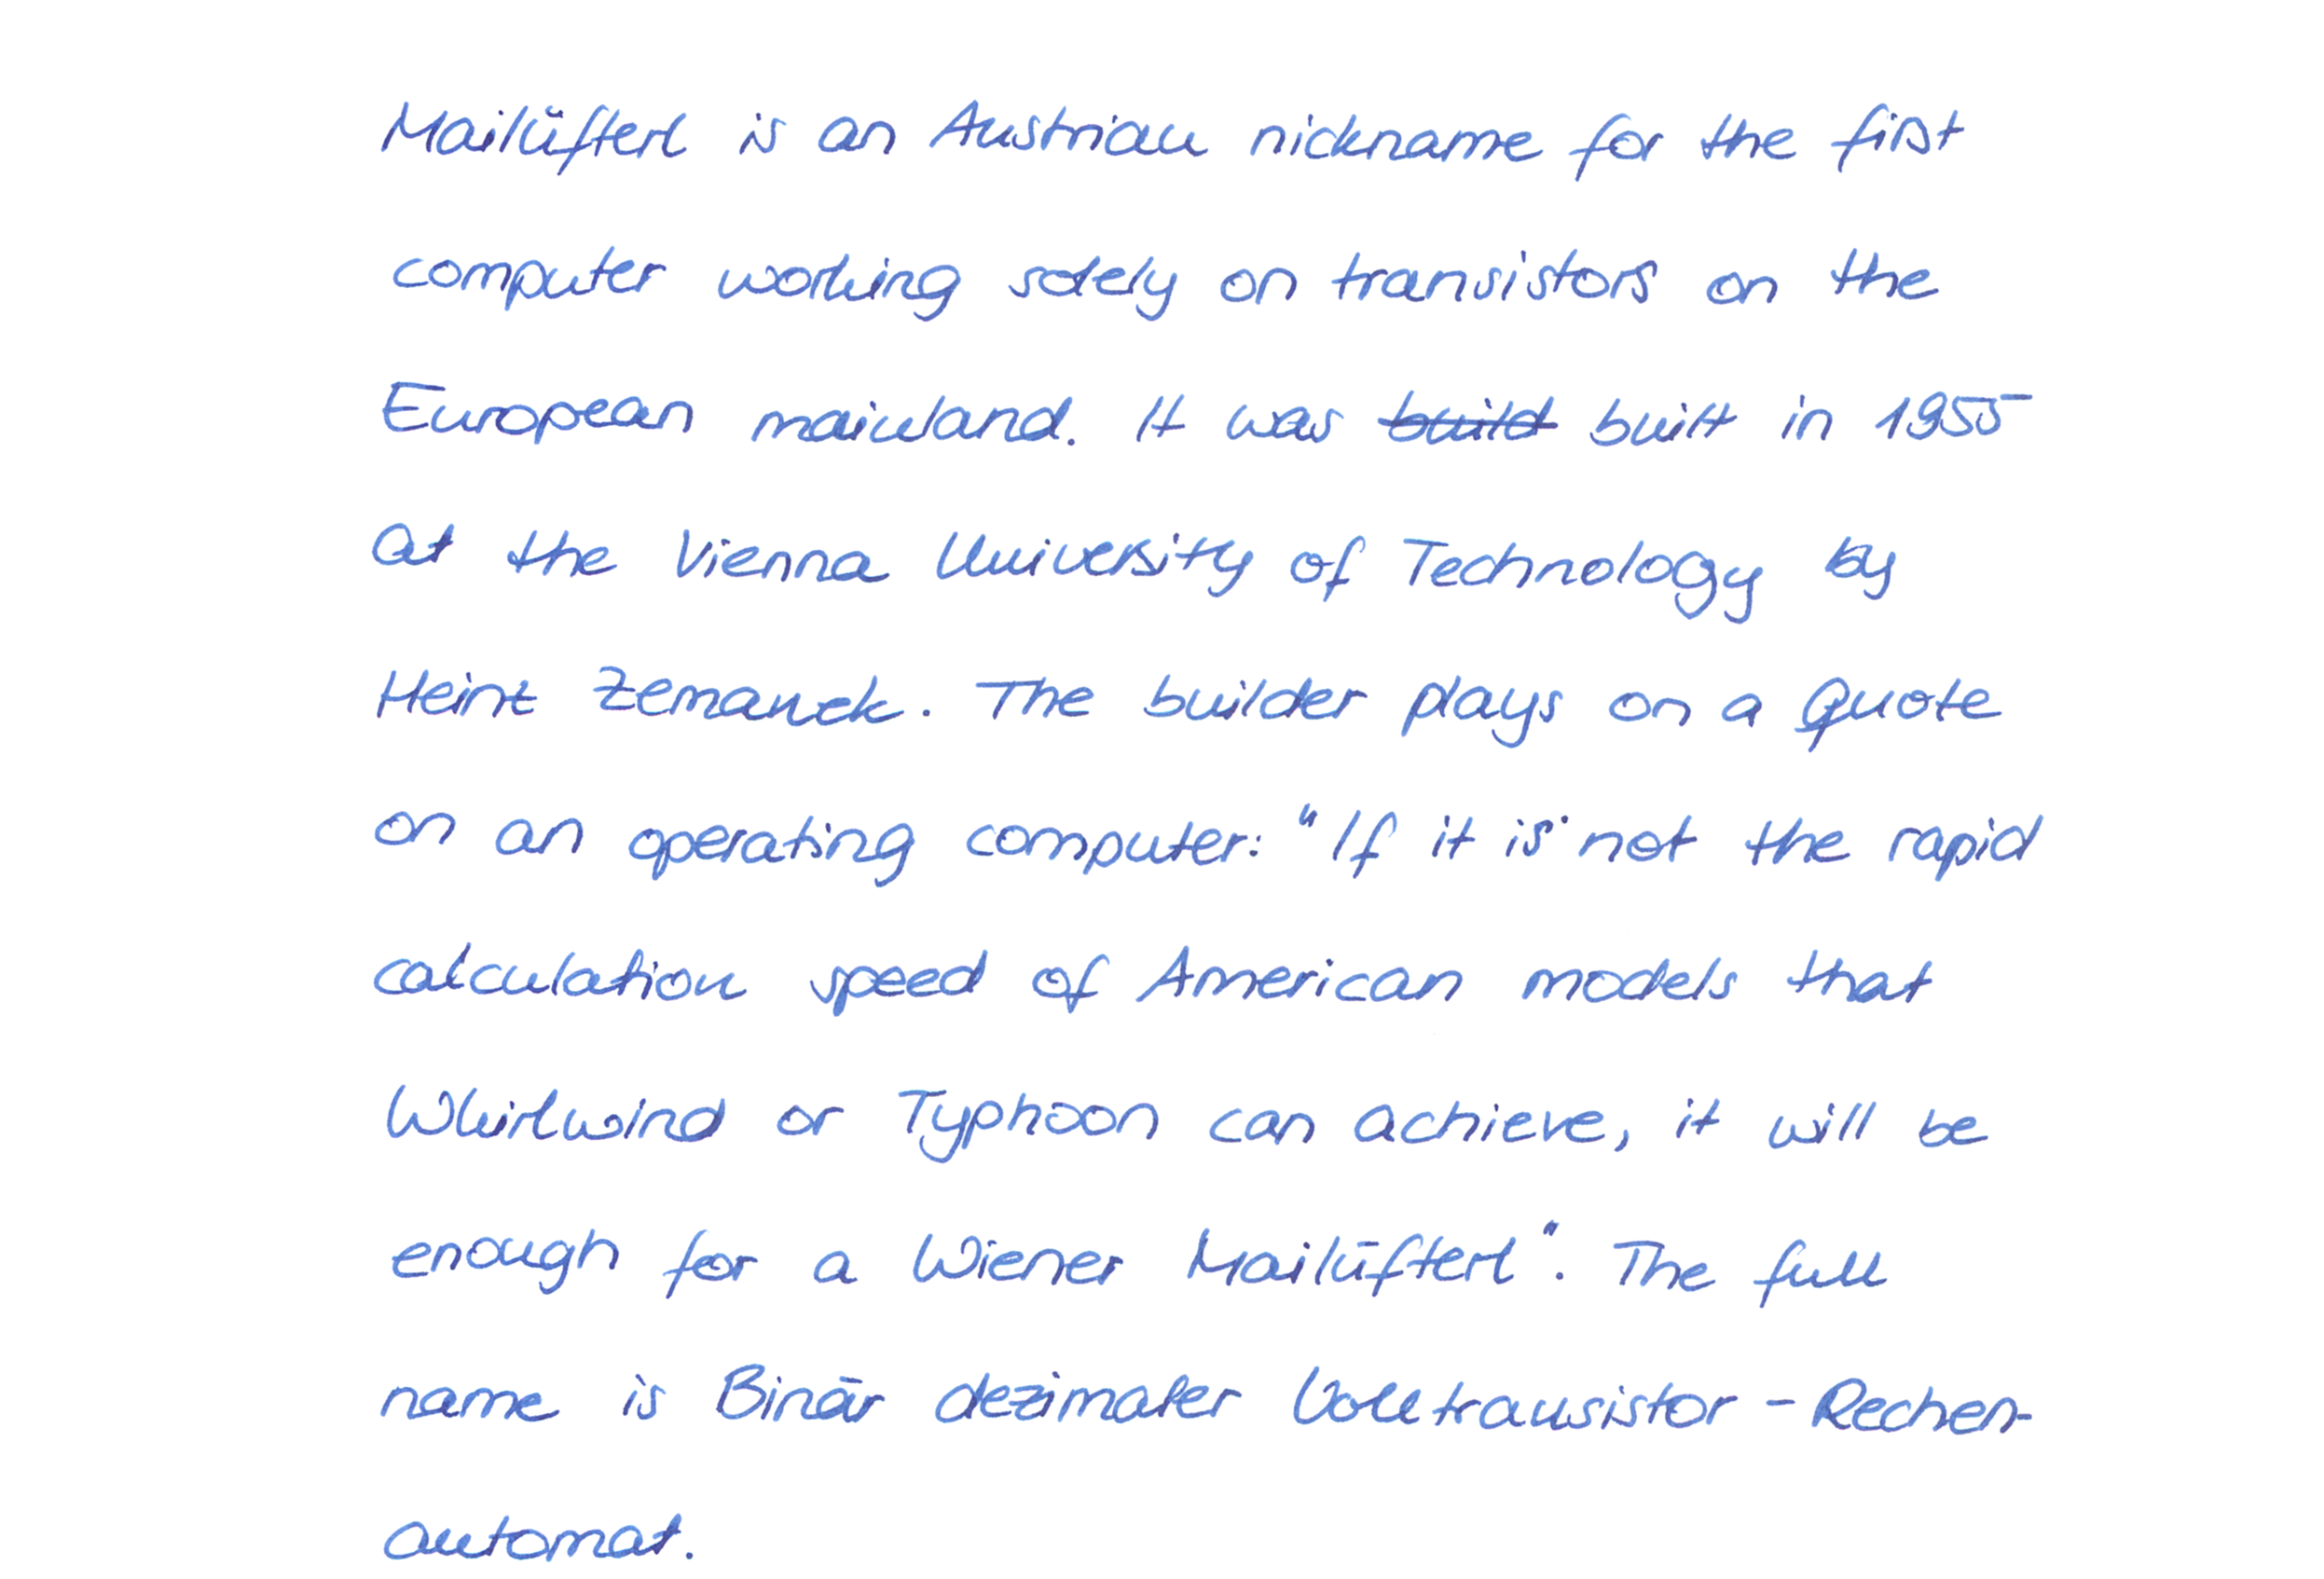 Mailüfterl is an Austrian nickname for the first
computer working solely on transistors on the
European mainland. It was build built in 1955
at the Vienna University of Technology by
Heinz Zemanek. The builder plays on a Quote
on an operating computer: "If it is not the rapid
calculation speed of American models that
Whirlwind or Typhoon can achieve, it will be
enough for a Wiener Mailüfterl". The full
name is Binär dezimaler Volltransistor - Rechen-
automat.